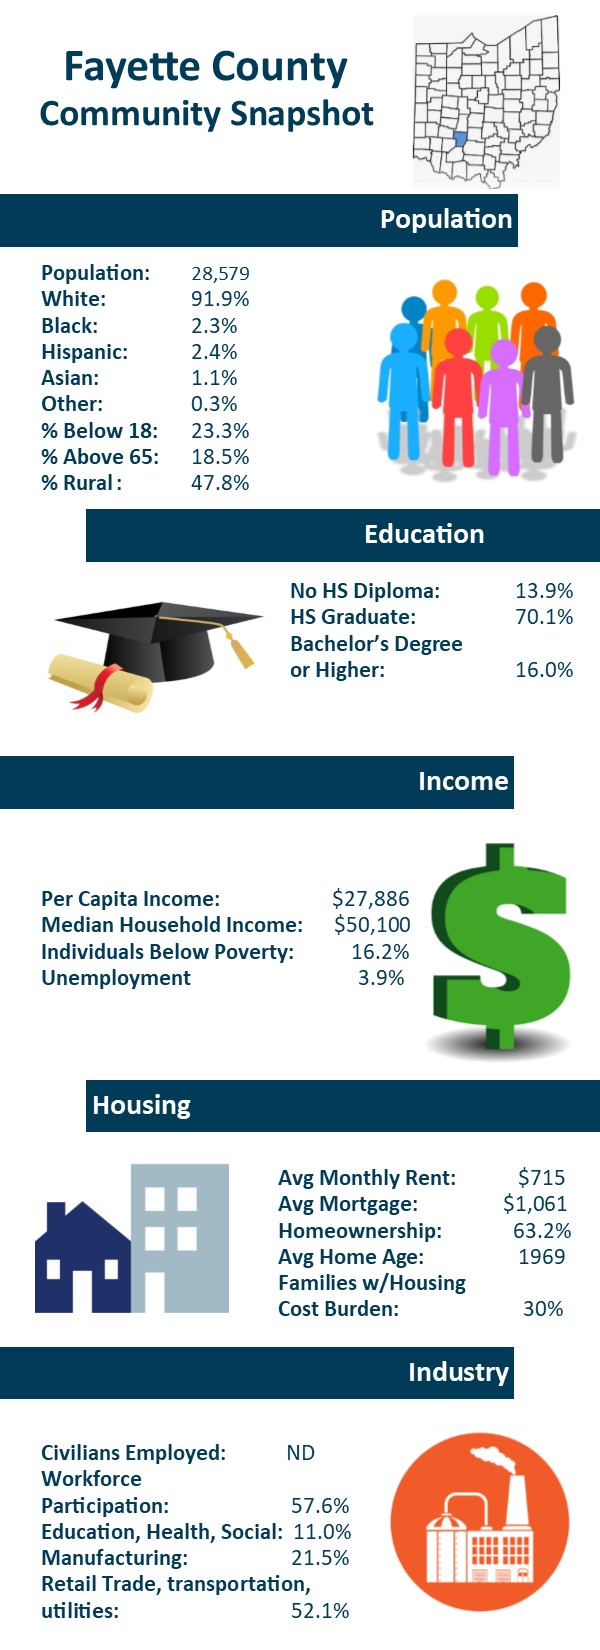 Fayette County
Community Snapshot
Population
Population: 28,579
White: 91.9%
Black: 2.3%
Hispanic: 2.4%
Asian: 1.1%
Other: 0.3%
% Below 18: 23.3%
% Above 65: 18.5%
% Rural : 47.8%
Education
No HS Diploma: 13.9%
HS Graduate: 70.1%
Bachelor’s Degree
or Higher: 16.0%
Income
Per Capita Income: $27,886
Median Household Income: $50,100
Individuals Below Poverty: 16.2%
Unemployment 3.9%
Housing
Avg Monthly Rent: $715
Avg Mortgage: $1,061
Homeownership: 63.2%
Avg Home Age: 1969
Families w/Housing
Cost Burden: 30%
Industry
Civilians Employed: ND
Workforce
Participation: 57.6%
Education, Health, Social: 11.0%
Manufacturing: 21.5%
Retail Trade, transportation,
utilities: 52.1%